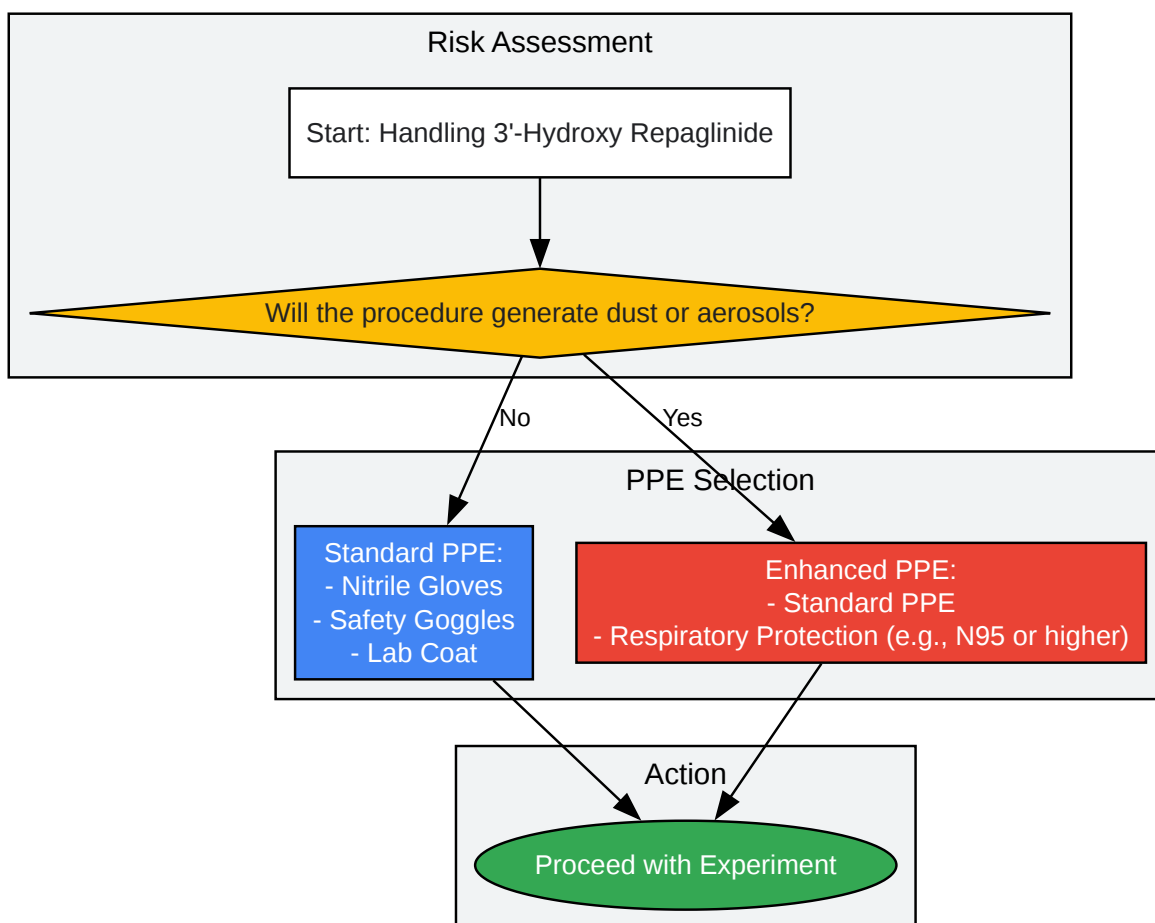 Risk Assessment
Start: Handling 3'-Hydroxy Repaglinide
Will the procedure generate dust or aerosols?
No
Yes
PPE Selection
Standard PPE:
- Nitrile Gloves
- Safety Goggles
- Lab Coat
Enhanced PPE:
- Standard PPE
- Respiratory Protection (e.g., N95 or higher)
Action
Proceed with Experiment